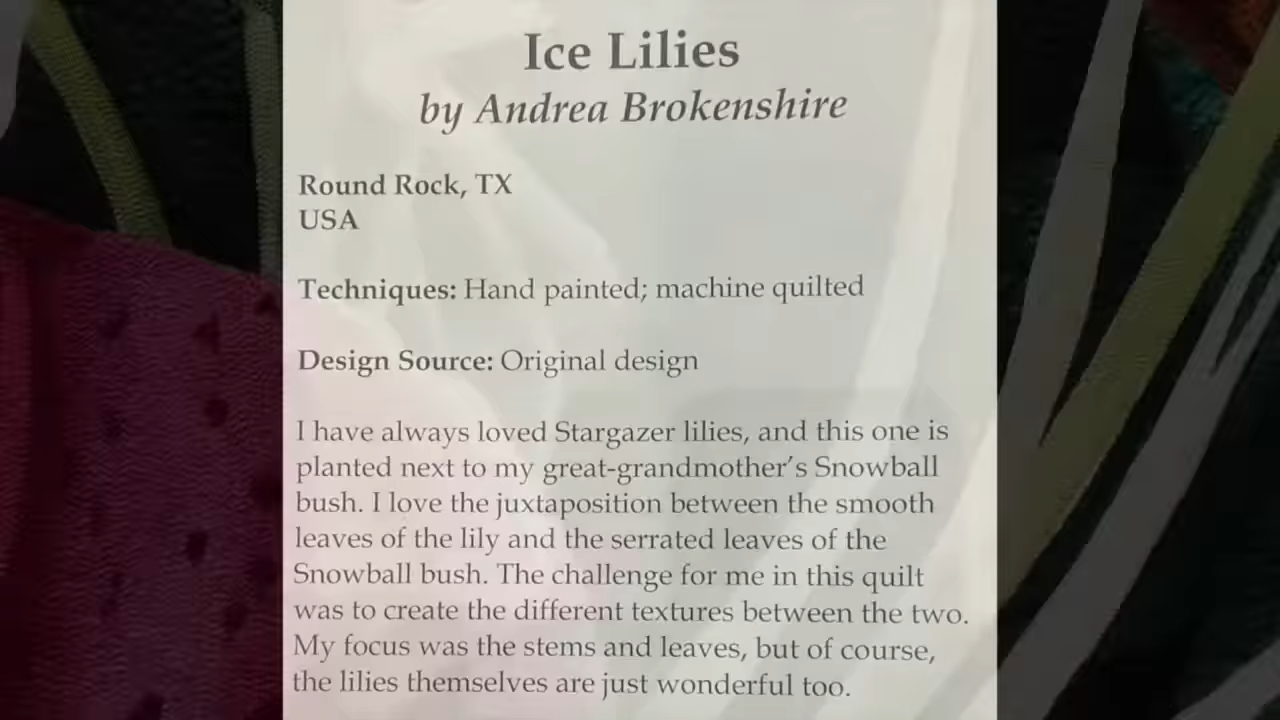 Ice Lilies
by Andrea Brokenshire
Round Rock, TX
USA
Techniques: Hand painted; machine quilted
Design Source: Original design
I have always loved Stargazer lilies, and this one is
planted next to my great-grandmother's Snowball
bush. I love the juxtaposition between the smooth
leaves of the lily and the serrated leaves of the
Snowball bush. The challenge for me in this quilt
was to create the different textures between the two.
My focus was the stems and leaves, but of course,
the lilies themselves are just wonderful too.